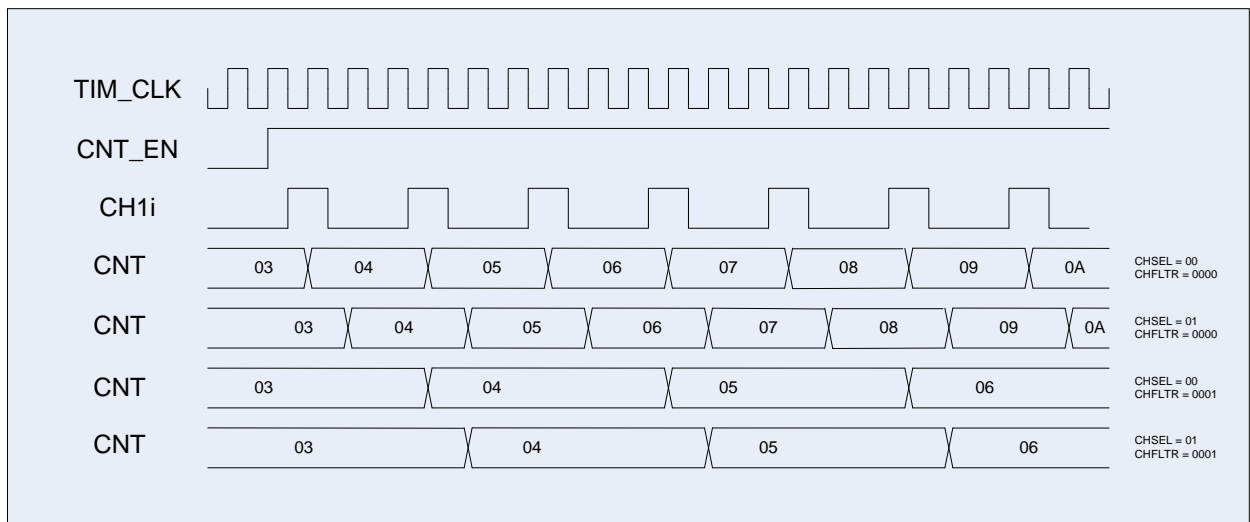 TIM_CLK
CNT_EN
CH1i
CNT 03 04 05 06 07 08 09 0A CHSEL = 00
CHFLTR = 0000
CNT 03 04 05 06 07 08 09 0A CHSEL = 01
CHFLTR = 0000
CNT 03 04 05 06 CHSEL = 00
CHFLTR = 0001
CNT 03 04 05 06 CHSEL = 01
CHFLTR = 0001